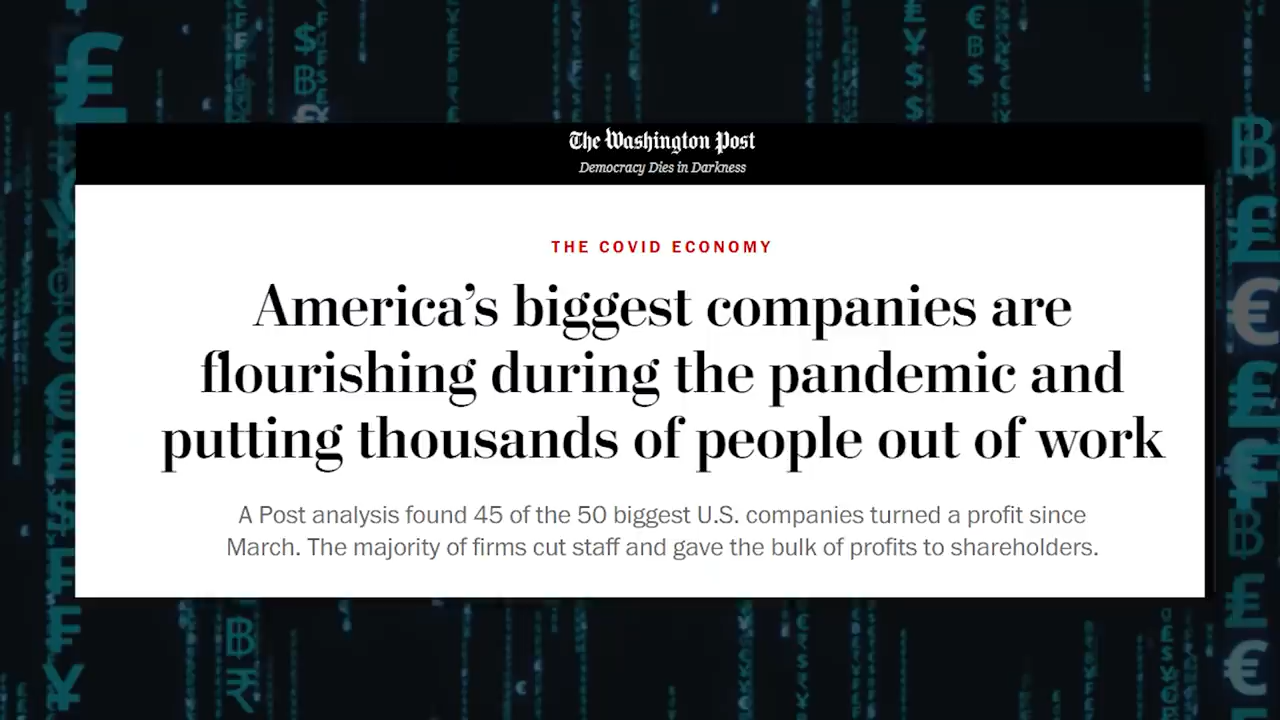 The Washington Post
Democracy Dies in Darkness
THE COVID ECONOMY
America’s biggest companies are
flourishing during the pandemic and
putting thousands of people out of work
A Post analysis found 45 of the 50 biggest U.S. companies turned a profit since
March. The majority of firms cut staff and gave the bulk of profits to shareholders.